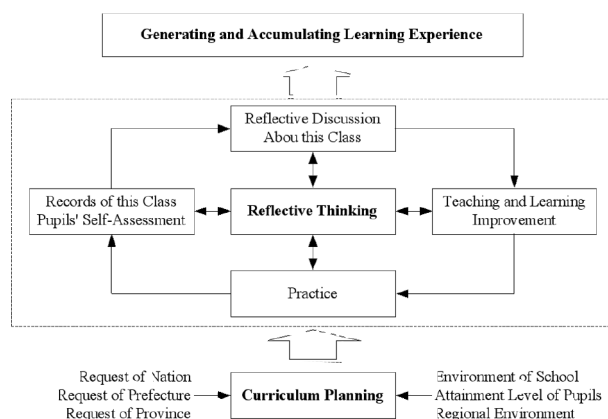 Generating and Accumulating Learning Experience
Reflective Discussion
Abou this Class
Records of this Class
Pupils' Self-Assessment
Reflective Thinking
Teaching and Learning
Improvement
Practice
Request of Nation
Request of Prefecture
Request of Province
Curriculum Planning
Environment of School
Attainment Level of Pupils
Regional Environment